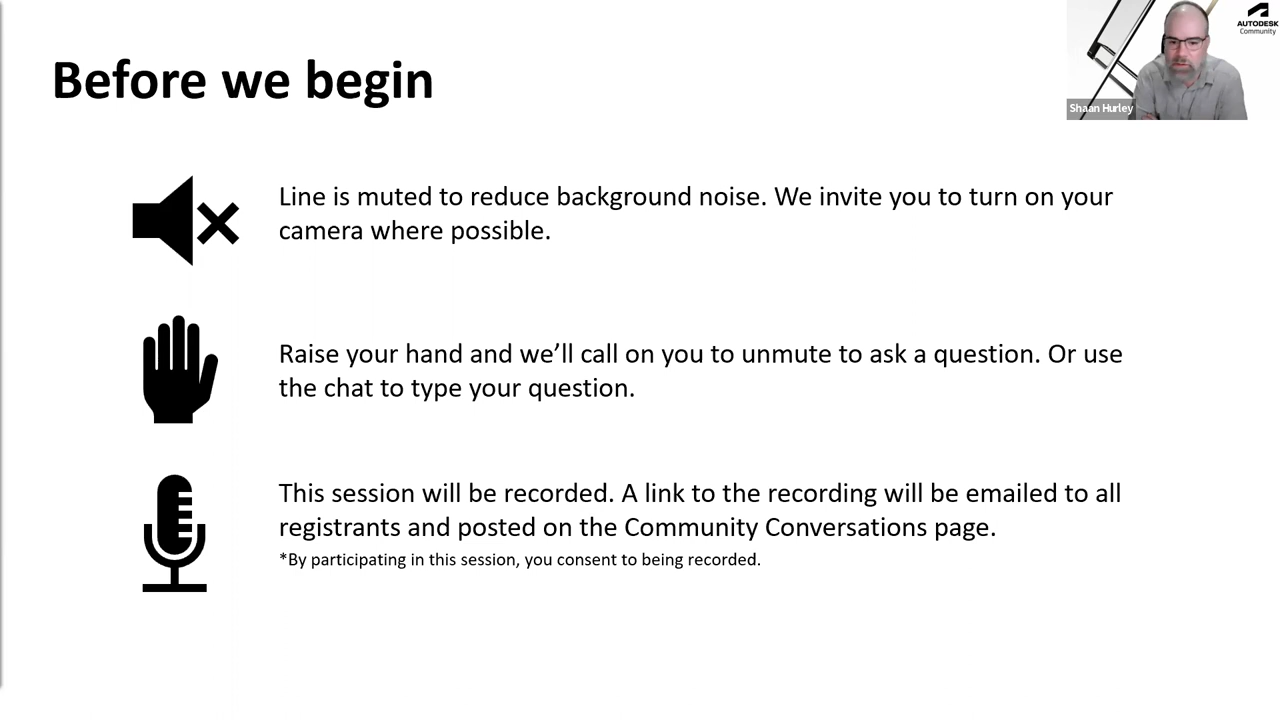 Before we begin
AUTODESK
Community
Shaan Hurley
Line is muted to reduce background noise. We invite you to turn on your
camera where possible.
Raise your hand and we’ll call on you to unmute to ask a question. Or use
the chat to type your question.
This session will be recorded. A link to the recording will be emailed to all
registrants and posted on the Community Conversations page.
*By participating in this session, you consent to being recorded.